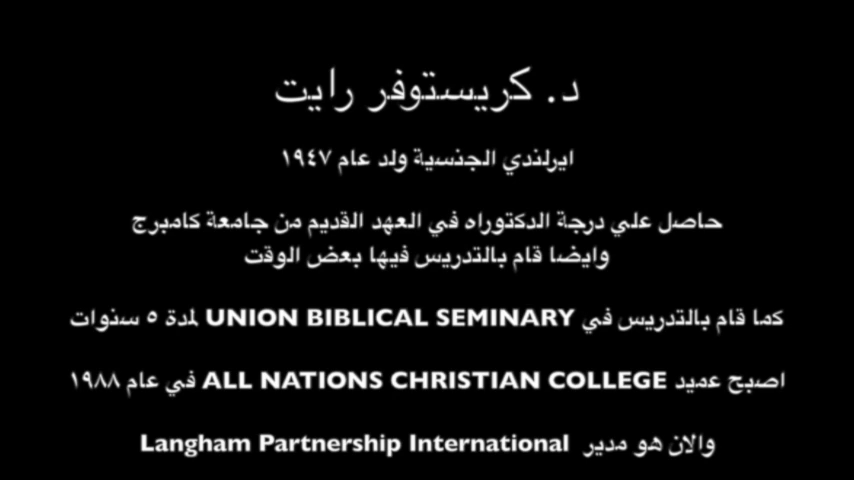 د. كريستوفر رايت
ايرلندي الجنسية ولد عام ١٩٤٧
حاصل علي درجة الدكتوراه في العهد القديم من جامعة كامبرج
وايضا قام بالتدريس فيها بعض الوقت
كما قام بالتدريس في UNION BIBLICAL SEMINARY لمدة ٥ سنوات
اصبح عميد ALL NATIONS CHRISTIAN COLLEGE في عام ١٩٨٨
والان هو مدير Langham Partnership International